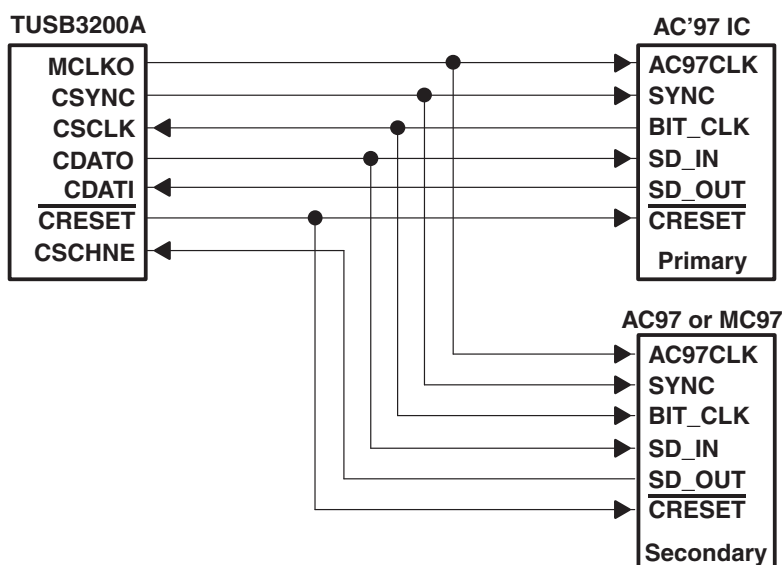 TUSB3200A
MCLKO
CSYNC
CSCLK
CDATO
CDATI
CRESET
CSCHNE
AC’97 IC
AC97CLK
SYNC
BIT_CLK
SD_IN
SD_OUT
CRESET
Primary
AC97 or MC97
AC97CLK
SYNC
BIT_CLK
SD_IN
SD_OUT
CRESET
Secondary